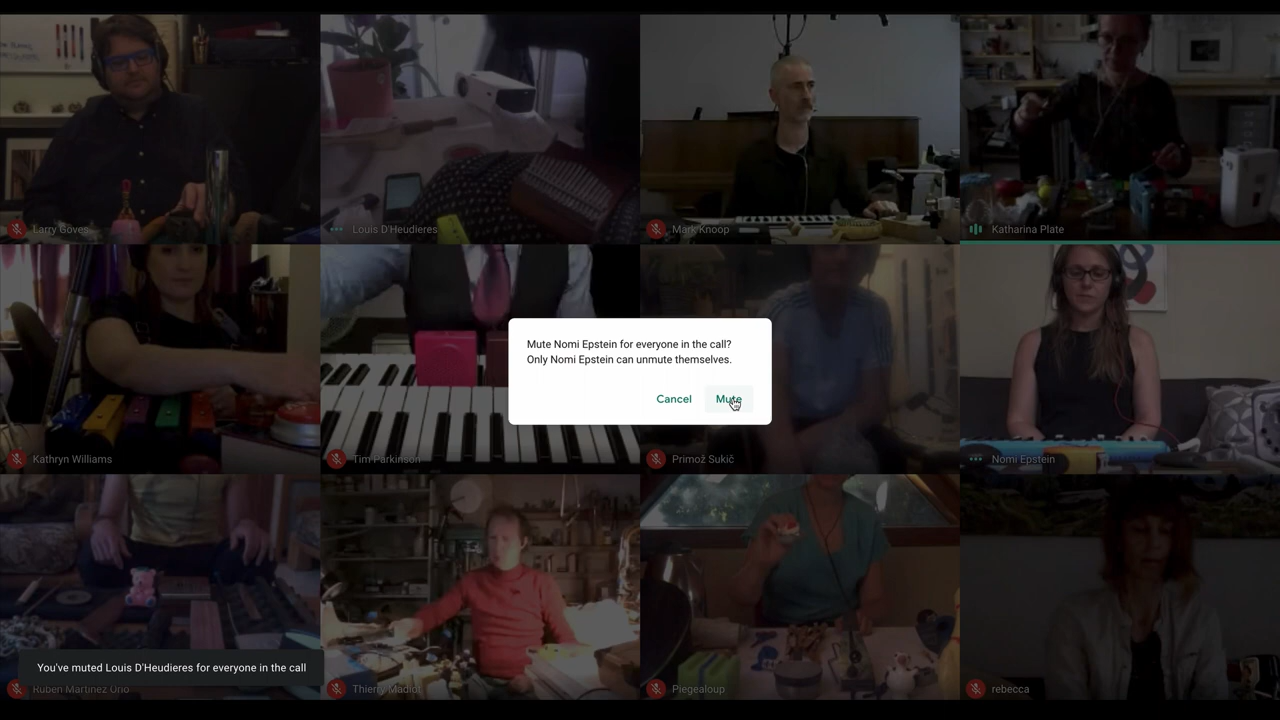 Larry Goves
Louis D'Heudieres
Mark Knoop
Katharina Plate
Mute Nomi Epstein for everyone in the call?
Only Nomi Epstein can unmute themselves.
Cancel
Mute
Kathryn Williams
Tim Parkinson
Primož Sukič
Nomi Epstein
You've muted Louis D'Heudieres for everyone in the call
Ruben Martinez Orio
Thierry Madiot
Piegealoup
rebecca